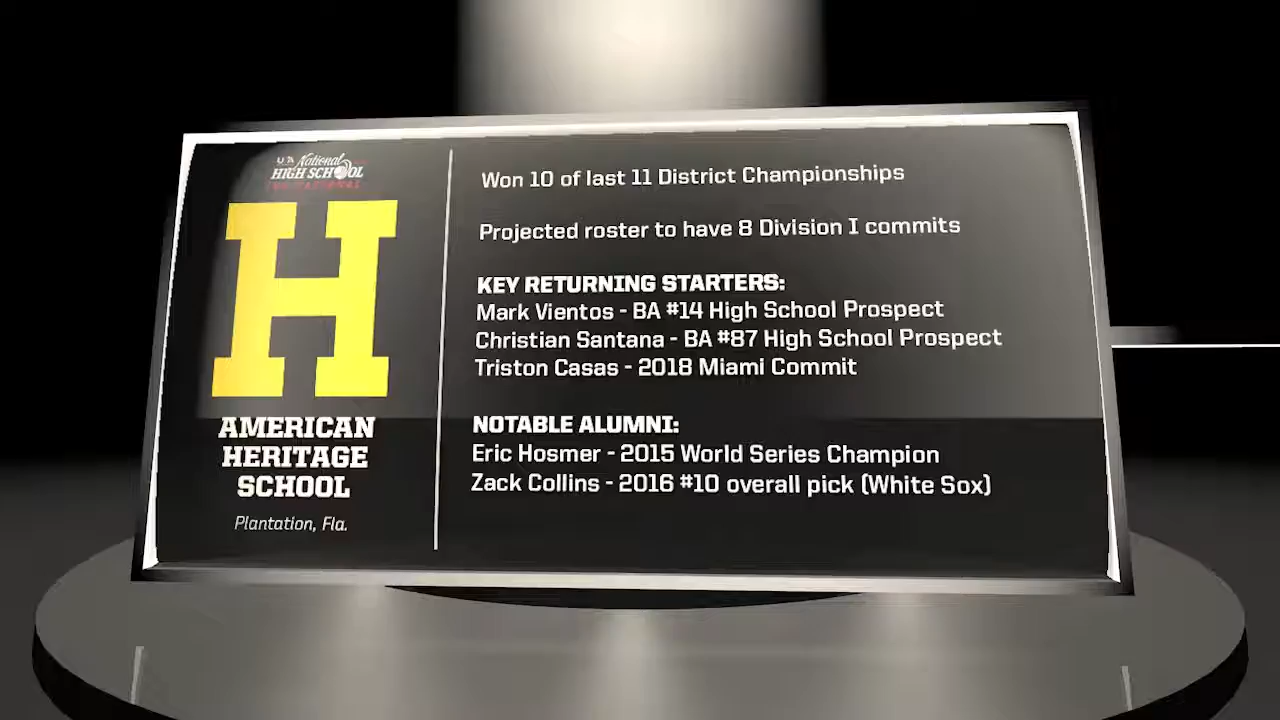 USA National
HIGH SCHOOL
INVITATIONAL
H
AMERICAN
HERITAGE
SCHOOL
Plantation, Fla.
Won 10 of last 11 District Championships
Projected roster to have 8 Division I commits
KEY RETURNING STARTERS:
Mark Vientos - BA #14 High School Prospect
Christian Santana - BA #87 High School Prospect
Triston Casas - 2018 Miami Commit
NOTABLE ALUMNI:
Eric Hosmer - 2015 World Series Champion
Zack Collins - 2016 #10 overall pick (White Sox)